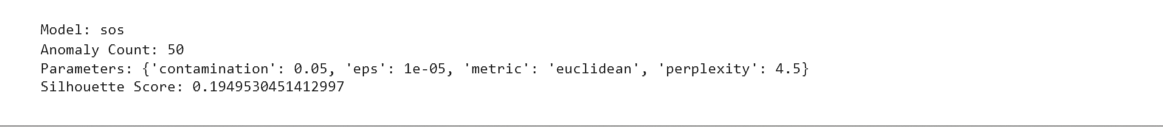 Model: sos
Anomaly Count: 50
Parameters: {'contamination': 0.05, 'eps': 1e-05, 'metric': 'euclidean', 'perplexity': 4.5}
Silhouette Score: 0.1949530451412997